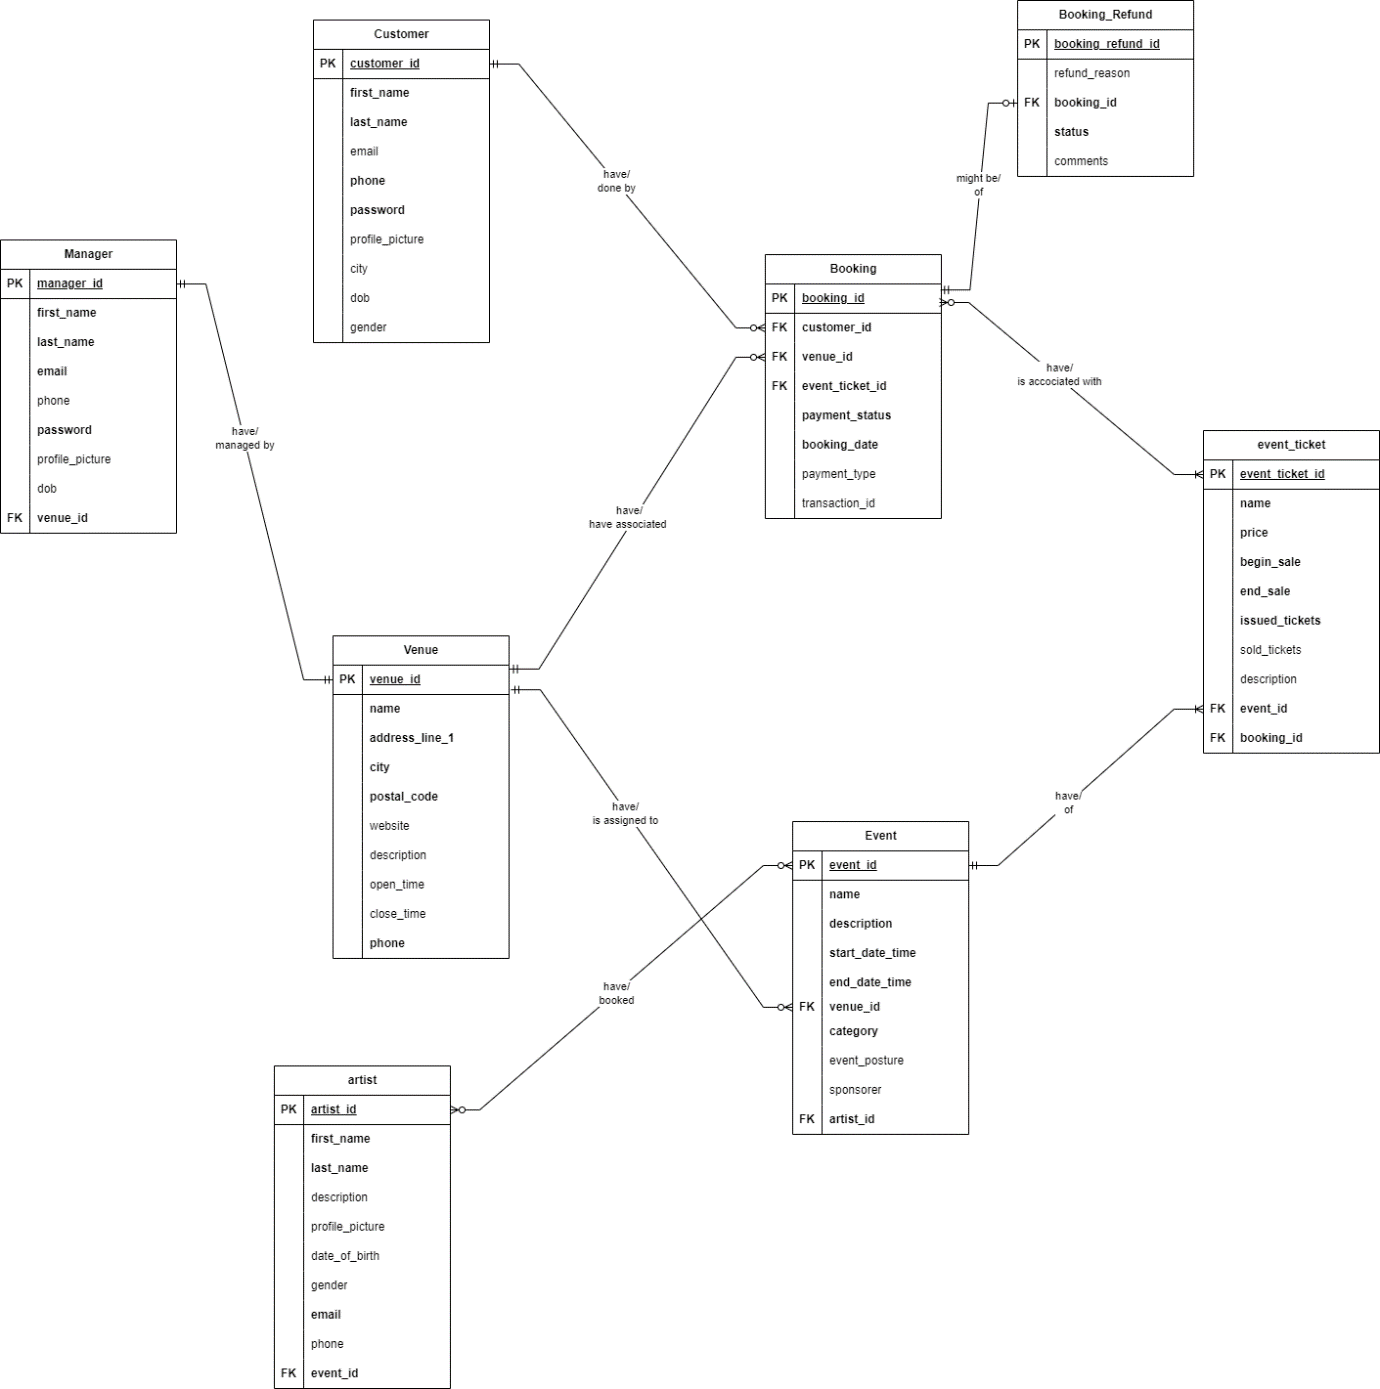 Booking_Refund
PK booking_refund_id
refund_reason
FK booking_id
status
comments
Customer
PK customer_id
first_name
last_name
email
phone
password
profile_picture
city
dob
gender
have/
done by
might be/
of
Manager
PK manager_id
first_name
last_name
email
phone
password
profile_picture
dob
FK venue_id
have/
managed by
Booking
PK booking_id
FK customer_id
FK venue_id
FK event_ticket_id
payment_status
booking_date
payment_type
transaction_id
have/
is accociated with
have/
have associated
event_ticket
PK event_ticket_id
name
price
begin_sale
end_sale
issued_tickets
sold_tickets
description
FK event_id
FK booking_id
Venue
PK venue_id
name
address_line_1
city
postal_code
website
description
open_time
close_time
phone
have/
is assigned to
have/
of
Event
PK event_id
name
description
start_date_time
end_date_time
FK venue_id
category
event_posture
sponsorer
FK artist_id
have/
booked
artist
PK artist_id
first_name
last_name
description
profile_picture
date_of_birth
gender
email
phone
FK event_id